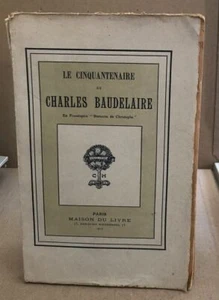 LE CINQUANTENAIRE
DE
CHARLES BAUDELAIRE
C H
PARIS
MAISON DU LIVRE